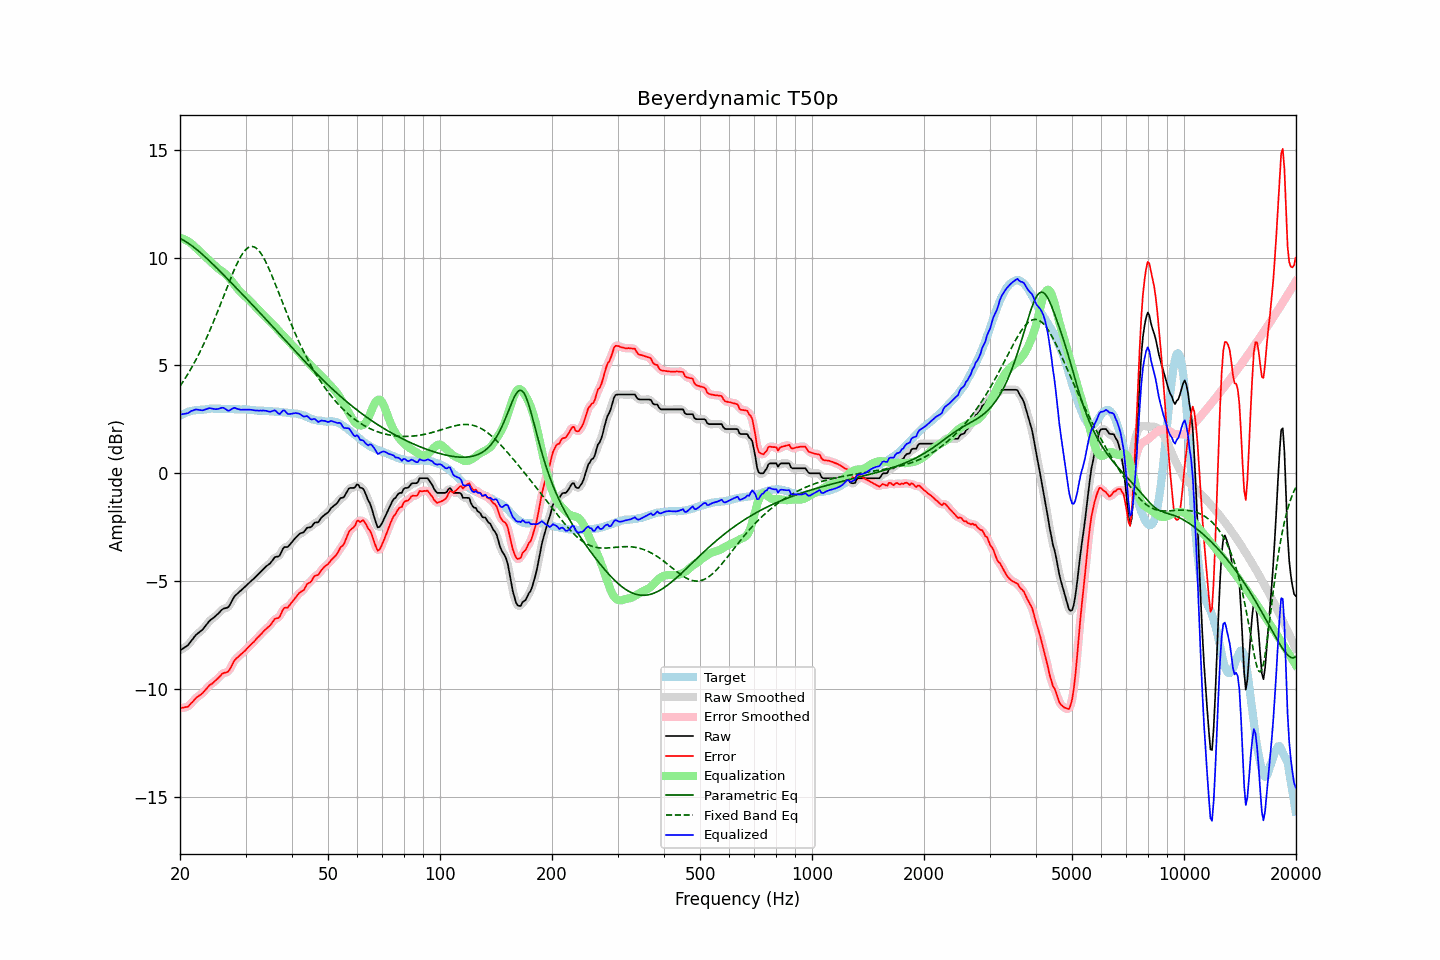 Beyerdynamic T50p
15
10
5
0
−5
−10
−15
Amplitude (dBr)
20
50
100
200
500
1000
2000
5000
10000
20000
Frequency (Hz)
Target
Raw Smoothed
Error Smoothed
Raw
Error
Equalization
Parametric Eq
Fixed Band Eq
Equalized